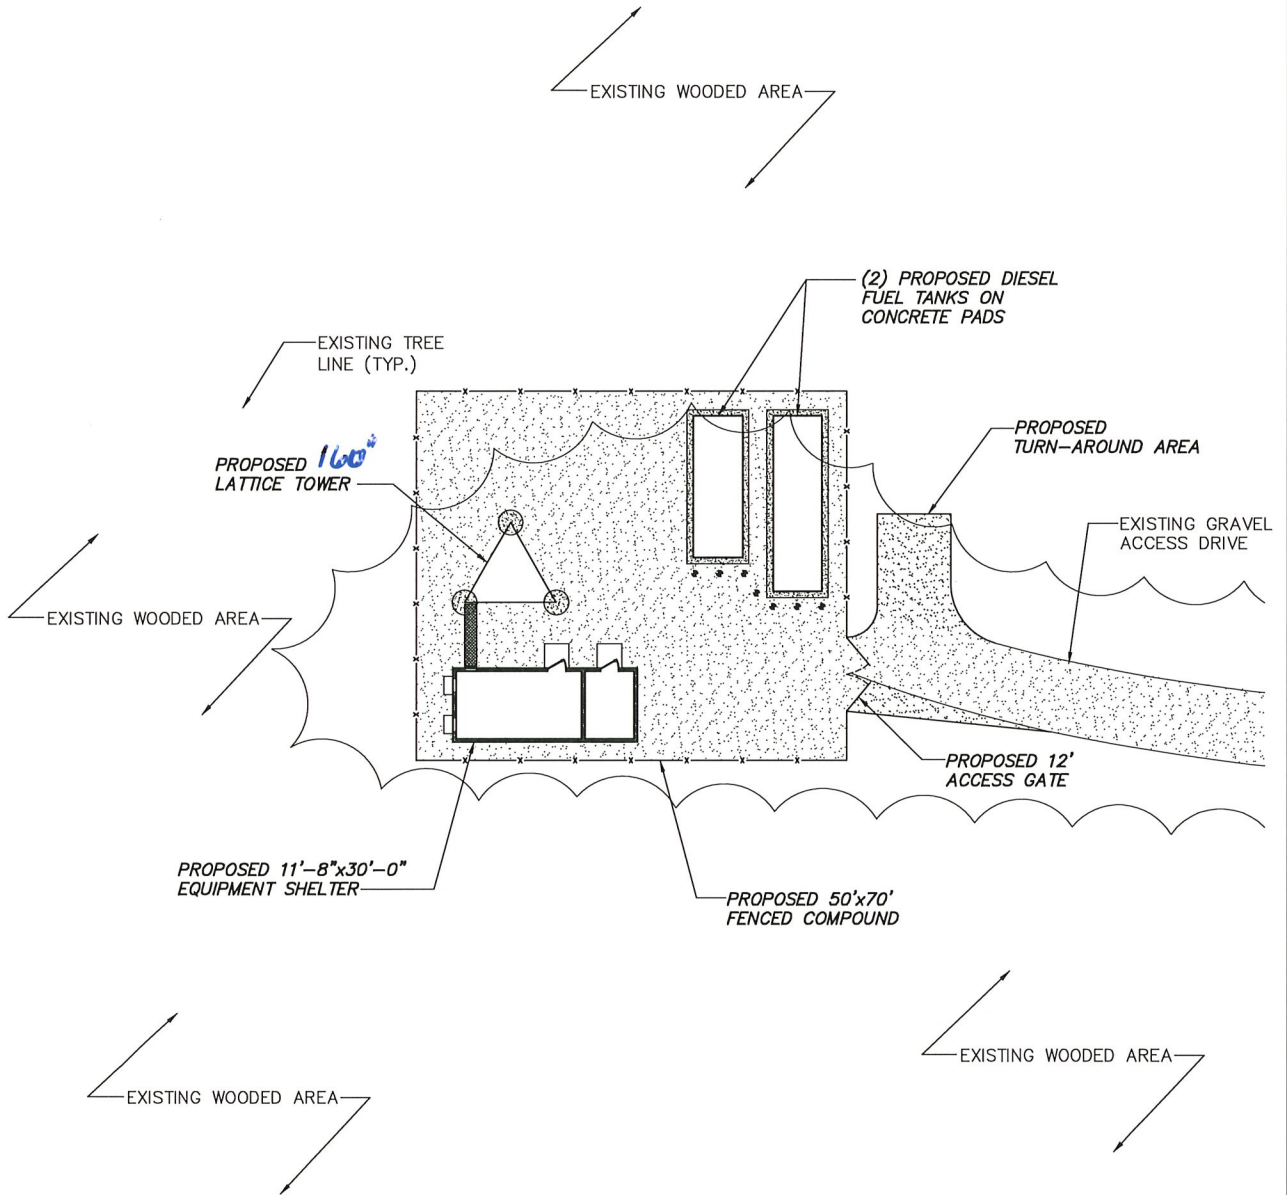 EXISTING WOODED AREA
(2) PROPOSED DIESEL
FUEL TANKS ON
CONCRETE PADS
EXISTING TREE
LINE (TYP.)
PROPOSED
TURN-AROUND AREA
PROPOSED 160"
LATTICE TOWER
EXISTING GRAVEL
ACCESS DRIVE
EXISTING WOODED AREA
PROPOSED 12'
ACCESS GATE
PROPOSED 11'-8"x30'-0"
EQUIPMENT SHELTER
PROPOSED 50'x70'
FENCED COMPOUND
EXISTING WOODED AREA
EXISTING WOODED AREA